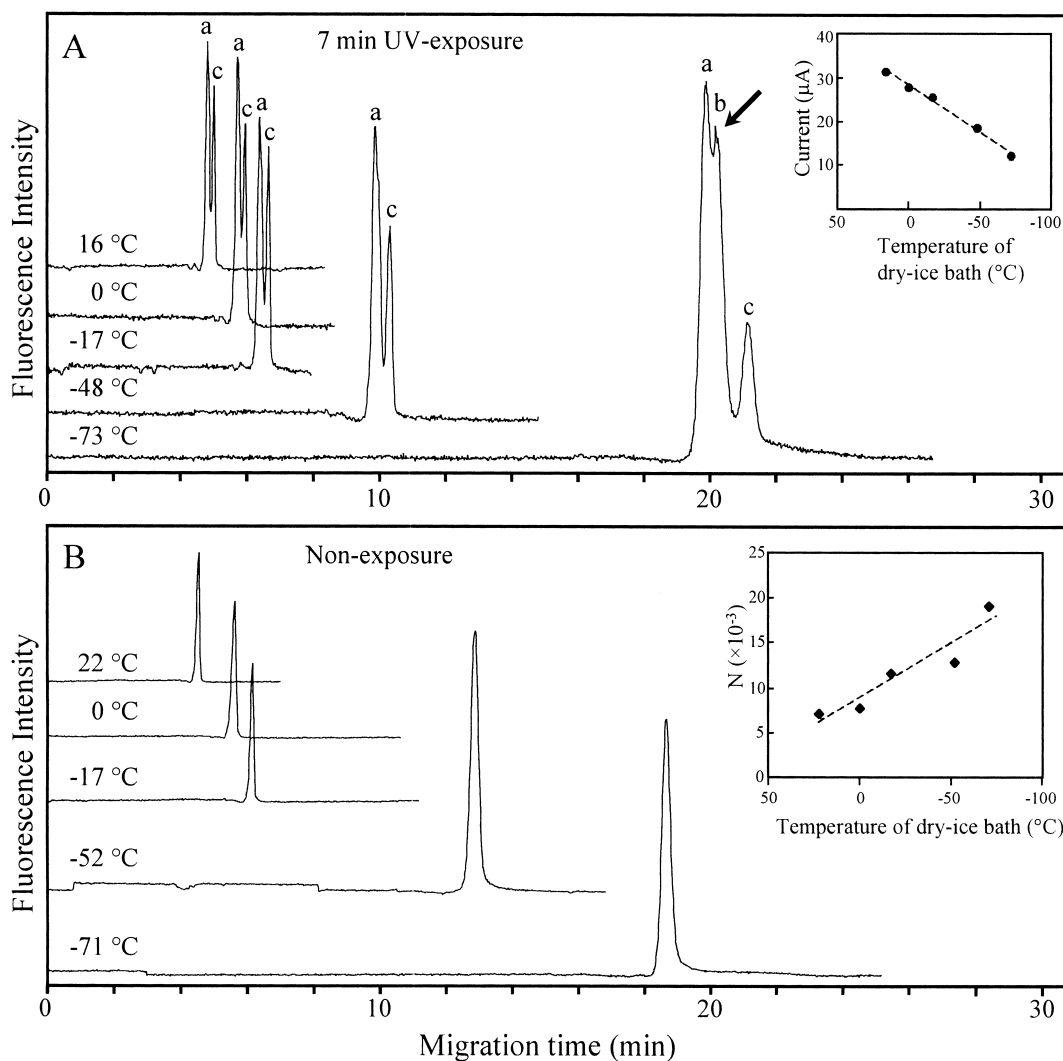 A
7 min UV-exposure
a
c
a
c
a
c
a
c
a
b
c
16 °C
0 °C
-17 °C
-48 °C
-73 °C
Fluorescence Intensity
0
10
20
30
40
30
20
10
Current (μA)
50
0
-50
-100
Temperature of
dry-ice bath (°C)
B
Non-exposure
22 °C
0 °C
-17 °C
-52 °C
-71 °C
Fluorescence Intensity
0
10
20
30
Migration time (min)
25
20
15
10
5
0
N (×10⁻³)
50
0
-50
-100
Temperature of dry-ice bath (°C)